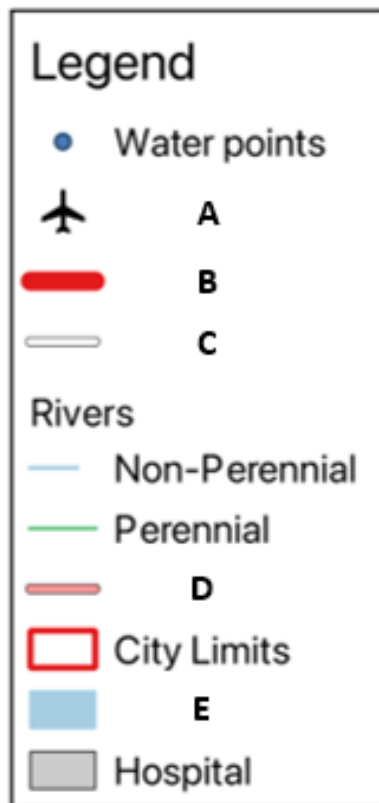 Legend
Water points
A
B
C
Rivers
Non-Perennial
Perennial
D
City Limits
E
Hospital